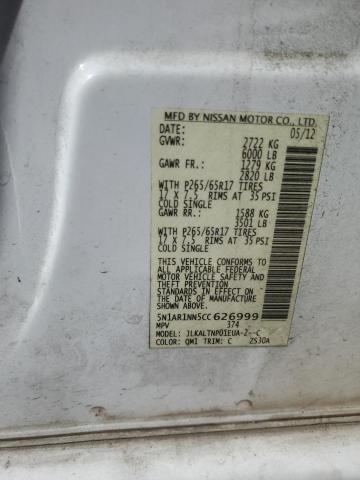 MFD BY NISSAN MOTOR CO., LTD.
DATE: 05/12
GVWR: 2722 KG
6000 LB
GAWR FR.: 1279 KG
2820 LB
WITH P265/65R17 TIRES
17 X 7.5 RIMS AT 35 PSI
COLD SINGLE
GAWR RR.: 1588 KG
3501 LB
WITH P265/65R17 TIRES
17 X 7.5 RIMS AT 35 PSI
COLD SINGLE
THIS VEHICLE CONFORMS TO ALL
APPLICABLE FEDERAL MOTOR
VEHICLE SAFETY AND THEFT
PREVENTION STANDARDS IN
EFFECT ON THE DATE OF
MANUFACTURE SHOWN ABOVE.
5N1AR1NN5CC626999
MPV 374
MODEL: JLKALTNP01EUA-Z--C
COLOR: QM1 TRIM: C ZS30A